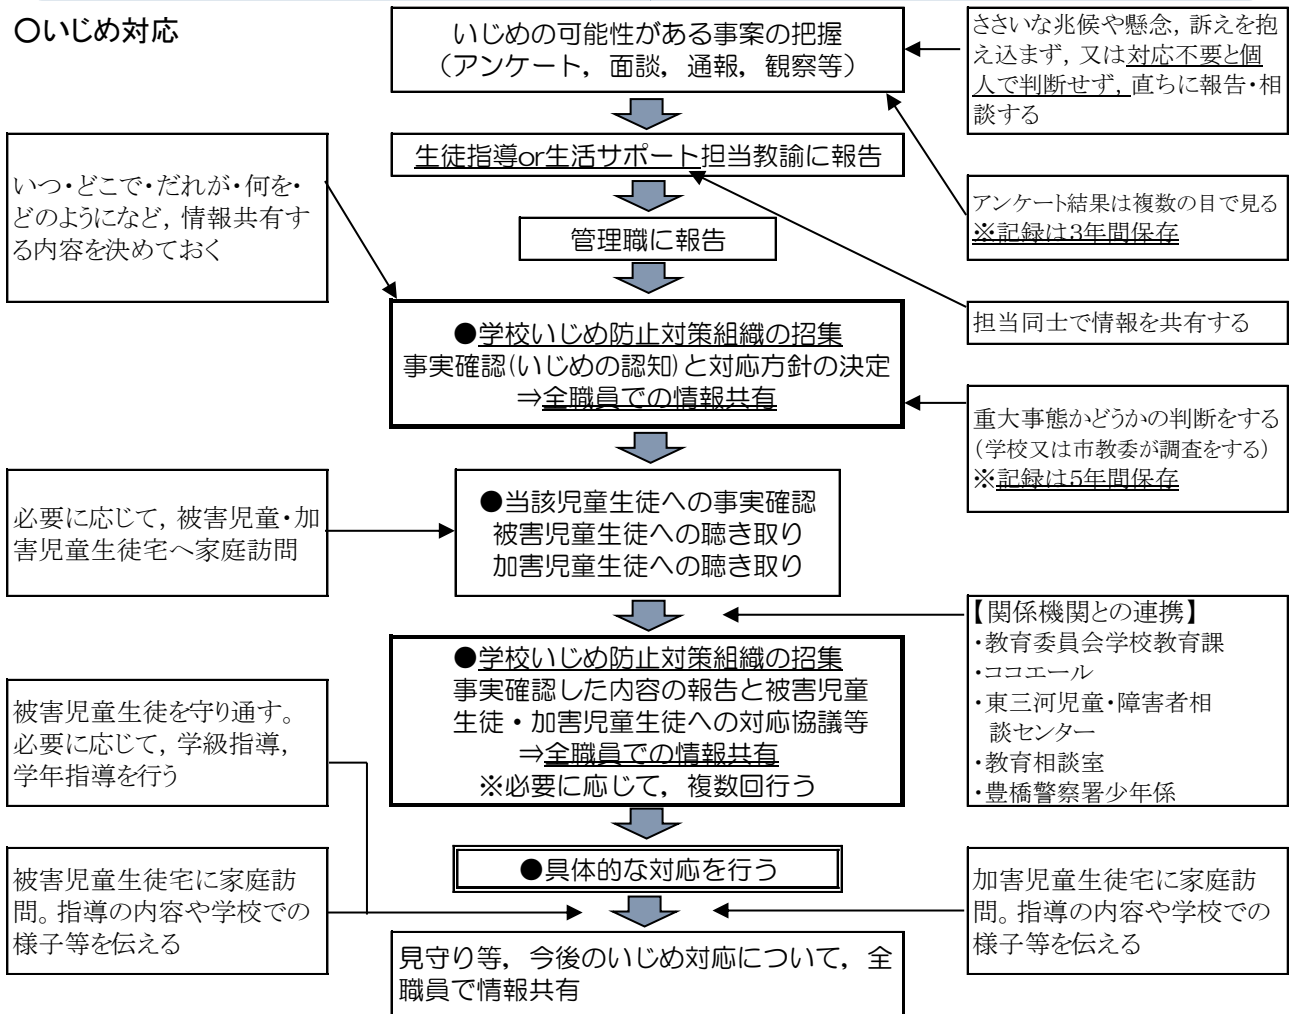 ○いじめ対応
いじめの可能性がある事案の把握
（アンケート，面談，通報，観察等）
ささいな兆候や懸念，訴えを抱
え込まず，又は対応不要と個
人で判断せず，直ちに報告・相
談する
生徒指導or生活サポート担当教諭に報告
いつ・どこで・だれが・何を・
どのようになど，情報共有す
る内容を決めておく
アンケート結果は複数の目で見る
※記録は3年間保存
管理職に報告
担当同士で情報を共有する
●学校いじめ防止対策組織の招集
事実確認(いじめの認知)と対応方針の決定
⇒全職員での情報共有
重大事態かどうかの判断をする
（学校又は市教委が調査をする）
※記録は5年間保存
必要に応じて，被害児童・加
害児童生徒宅へ家庭訪問
●当該児童生徒への事実確認
被害児童生徒への聴き取り
加害児童生徒への聴き取り
【関係機関との連携】
・教育委員会学校教育課
・ココエール
・東三河児童・障害者相
談センター
・教育相談室
・豊橋警察署少年係
●学校いじめ防止対策組織の招集
事実確認した内容の報告と被害児童
生徒・加害児童生徒への対応協議等
⇒全職員での情報共有
※必要に応じて，複数回行う
被害児童生徒を守り通す。
必要に応じて，学級指導，
学年指導を行う
●具体的な対応を行う
被害児童生徒宅に家庭訪
問。指導の内容や学校での
様子等を伝える
加害児童生徒宅に家庭訪
問。指導の内容や学校での
様子等を伝える
見守り等，今後のいじめ対応について，全
職員で情報共有